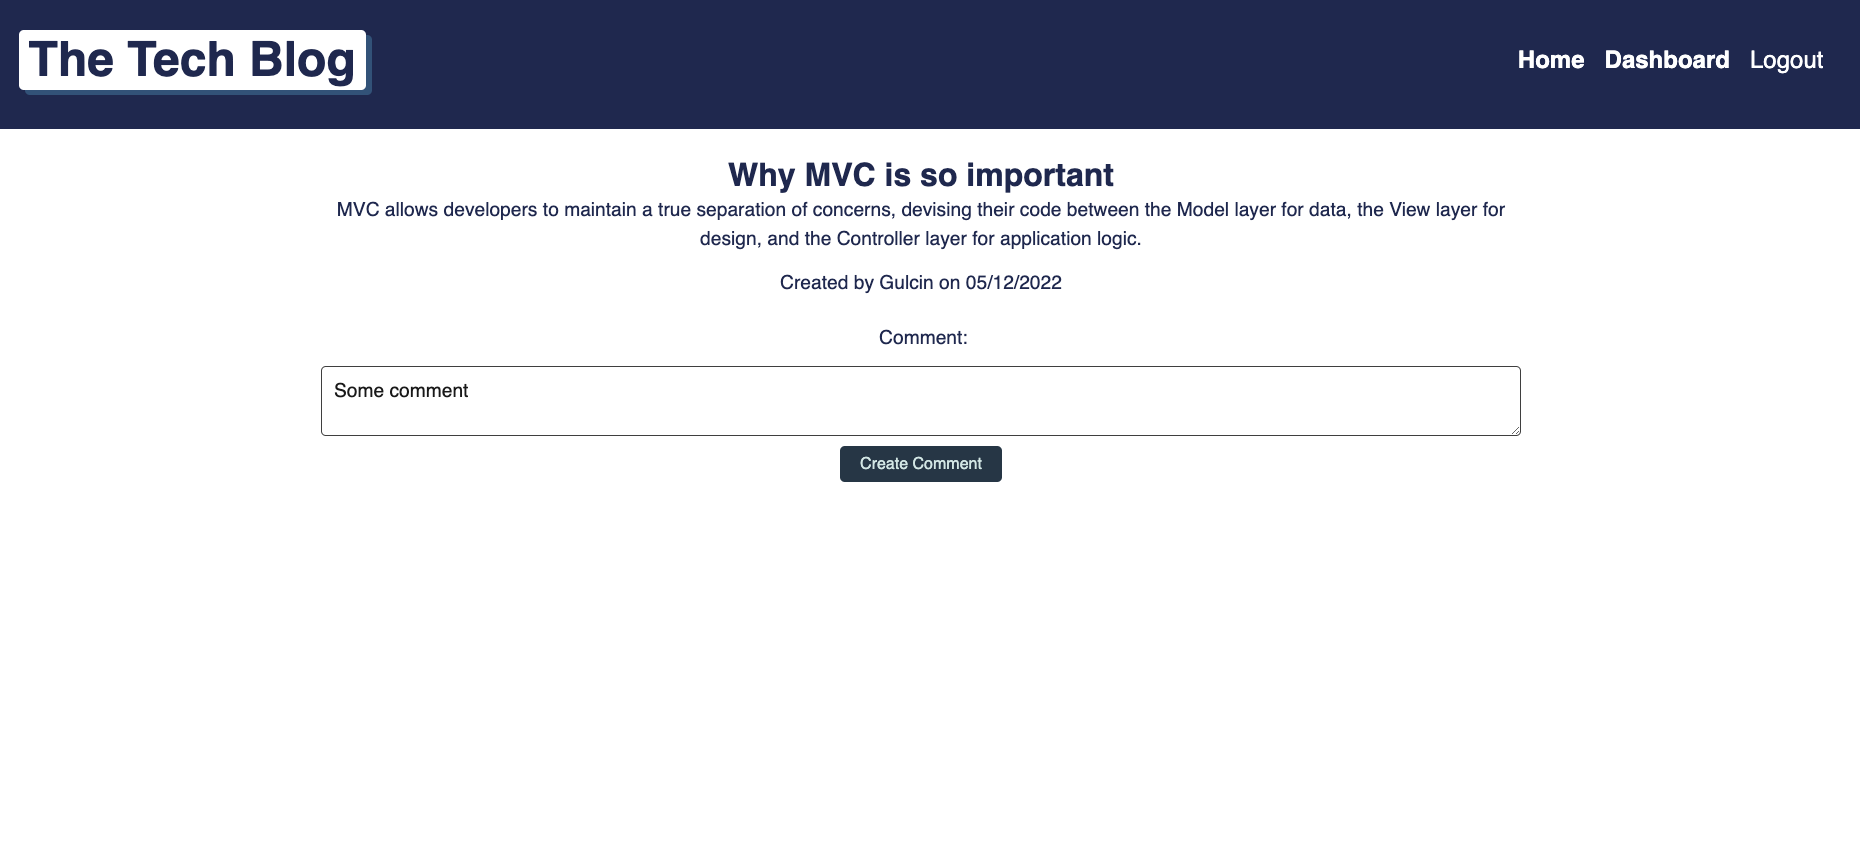 The Tech Blog
Home Dashboard Logout
Why MVC is so important
MVC allows developers to maintain a true separation of concerns, devising their code between the Model layer for data, the View layer for
design, and the Controller layer for application logic.
Created by Gulcin on 05/12/2022
Comment:
Some comment
Create Comment